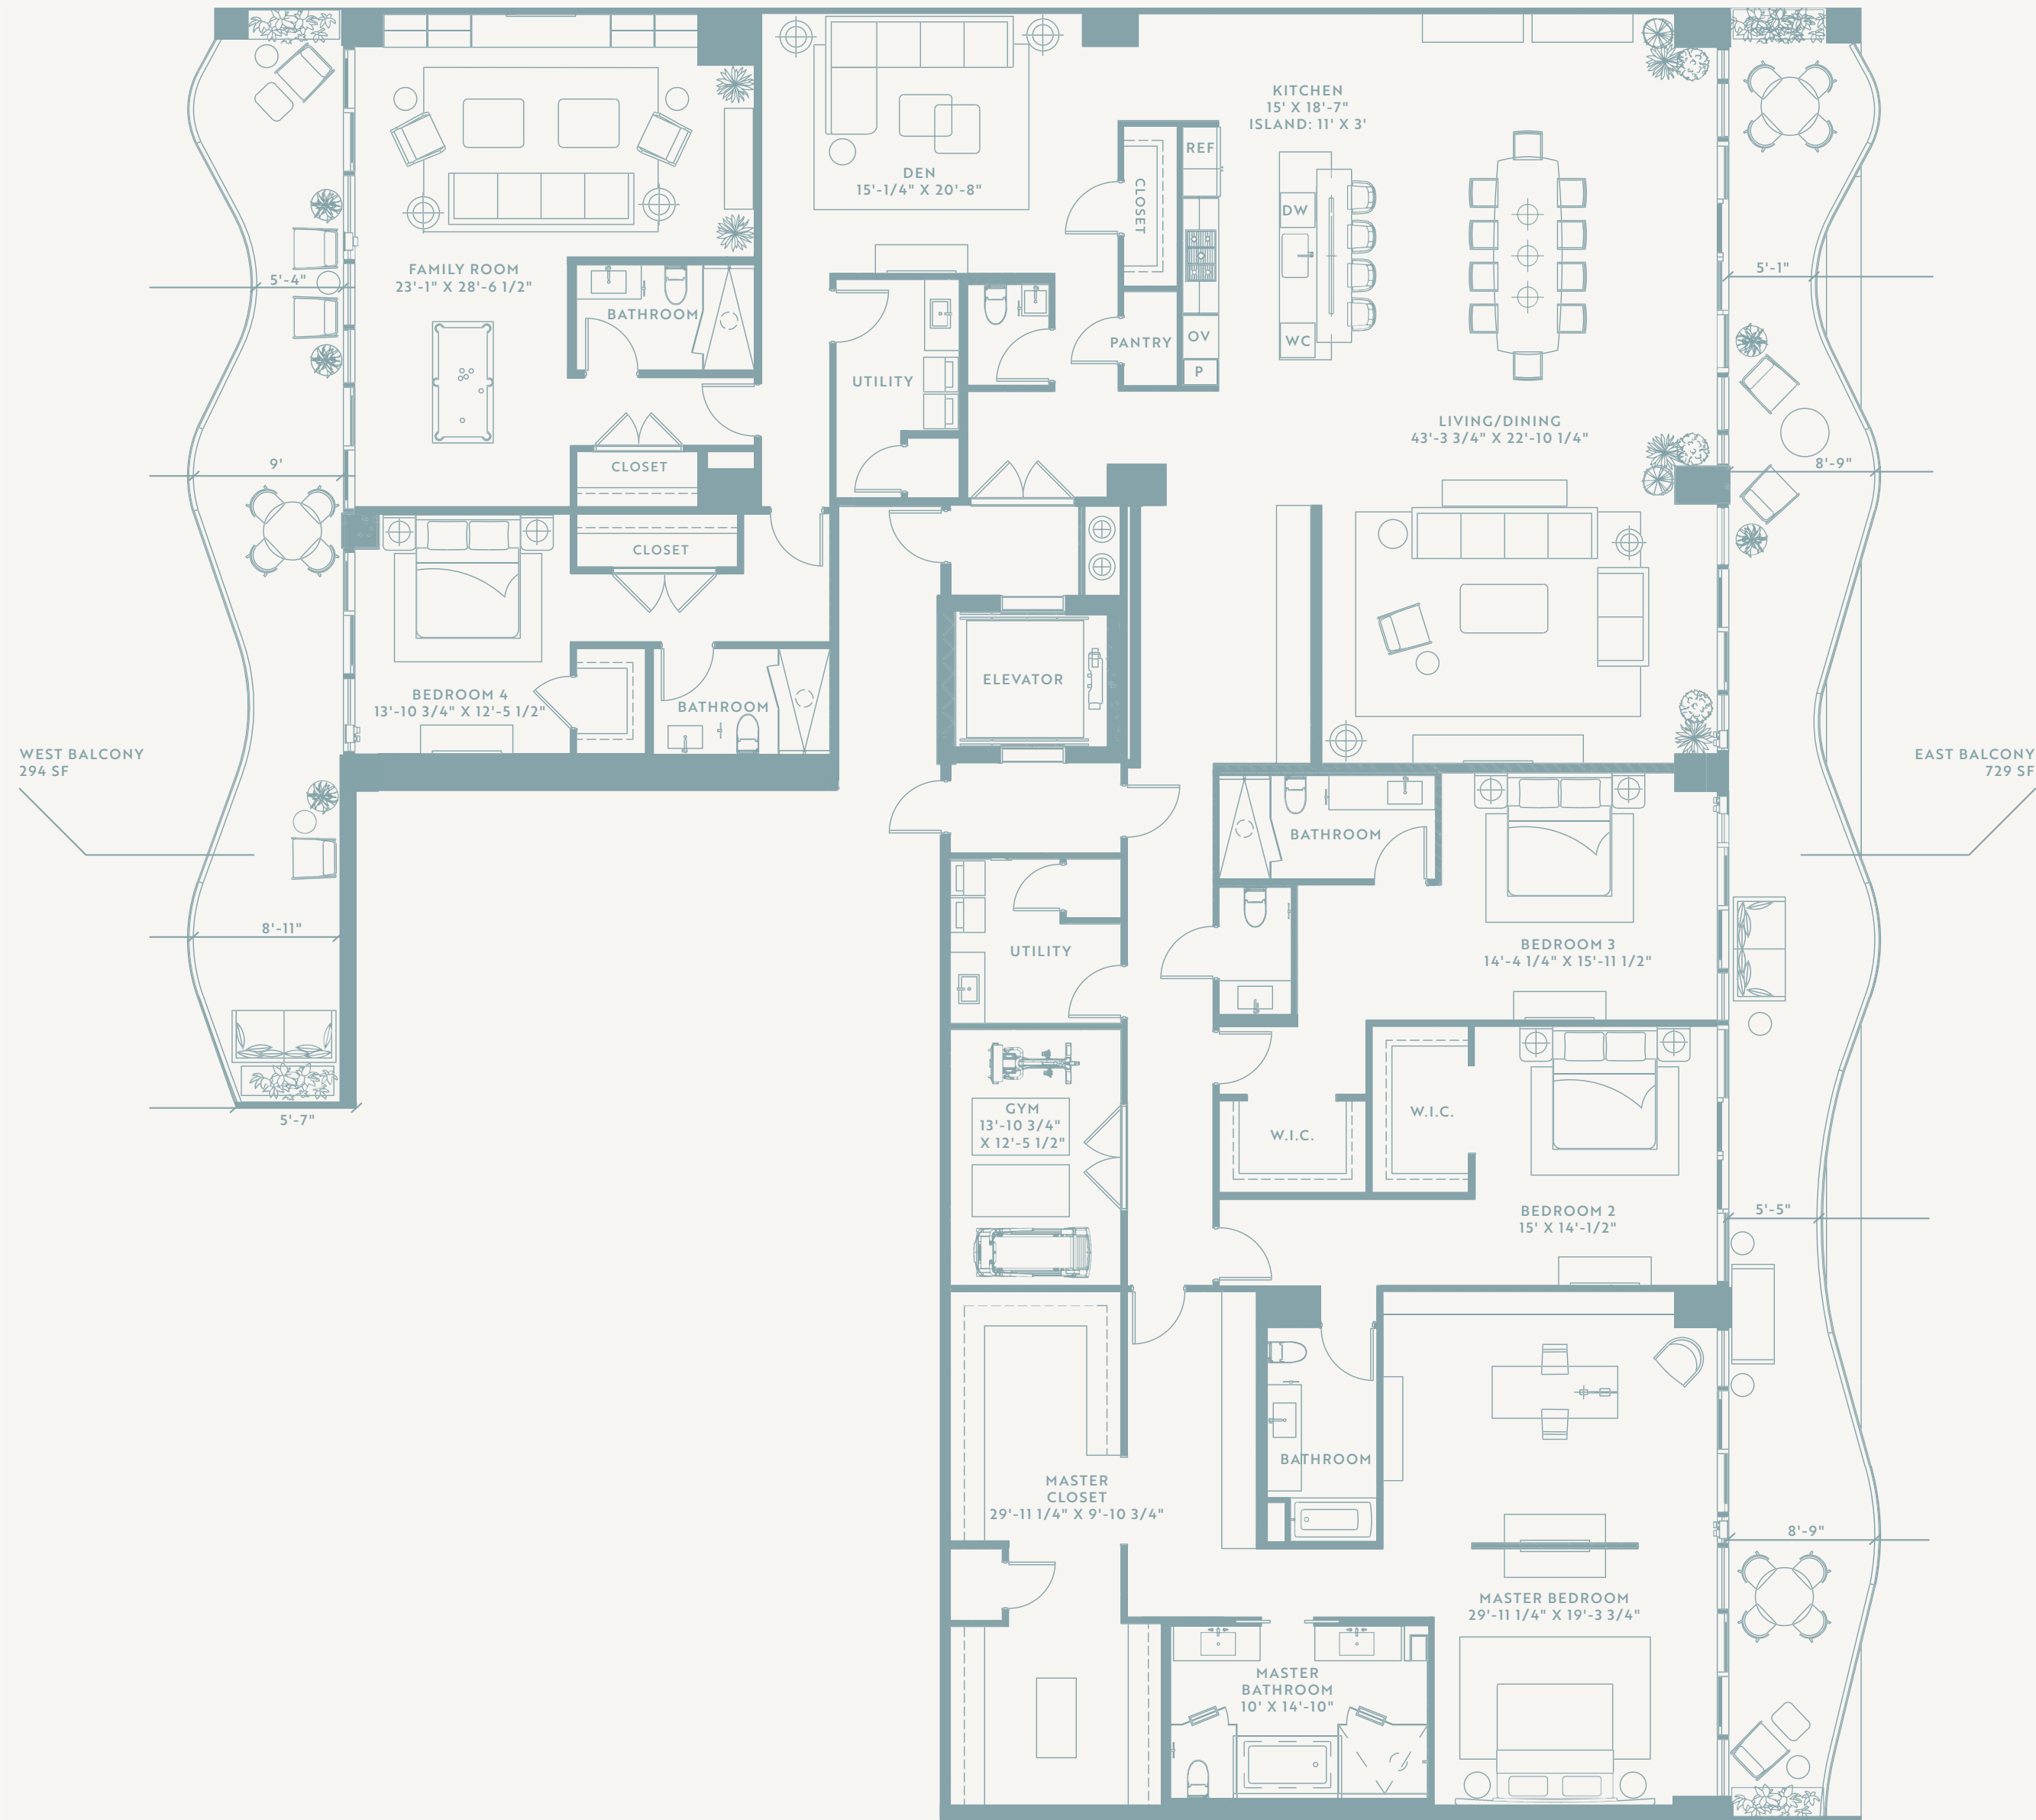 KITCHEN
15' X 18'-7"
ISLAND: 11' X 3'
REF
DEN
15'-1/4" X 20'-8"
CLOSET
DW
FAMILY ROOM
23'-1" X 28'-6 1/2"
5'-4"
5'-1"
BATHROOM
PANTRY
OV
WC
P
UTILITY
LIVING/DINING
43'-3 3/4" X 22'-10 1/4"
9'
CLOSET
8'-9"
CLOSET
ELEVATOR
BEDROOM 4
13'-10 3/4" X 12'-5 1/2"
BATHROOM
WEST BALCONY
294 SF
EAST BALCONY
729 SF
BATHROOM
8'-11"
UTILITY
BEDROOM 3
14'-4 1/4" X 15'-11 1/2"
GYM
13'-10 3/4"
X 12'-5 1/2"
5'-7"
W.I.C.
W.I.C.
BEDROOM 2
15' X 14'-1/2"
5'-5"
BATHROOM
MASTER
CLOSET
29'-11 1/4" X 9'-10 3/4"
8'-9"
MASTER BEDROOM
29'-11 1/4" X 19'-3 3/4"
MASTER
BATHROOM
10' X 14'-10"